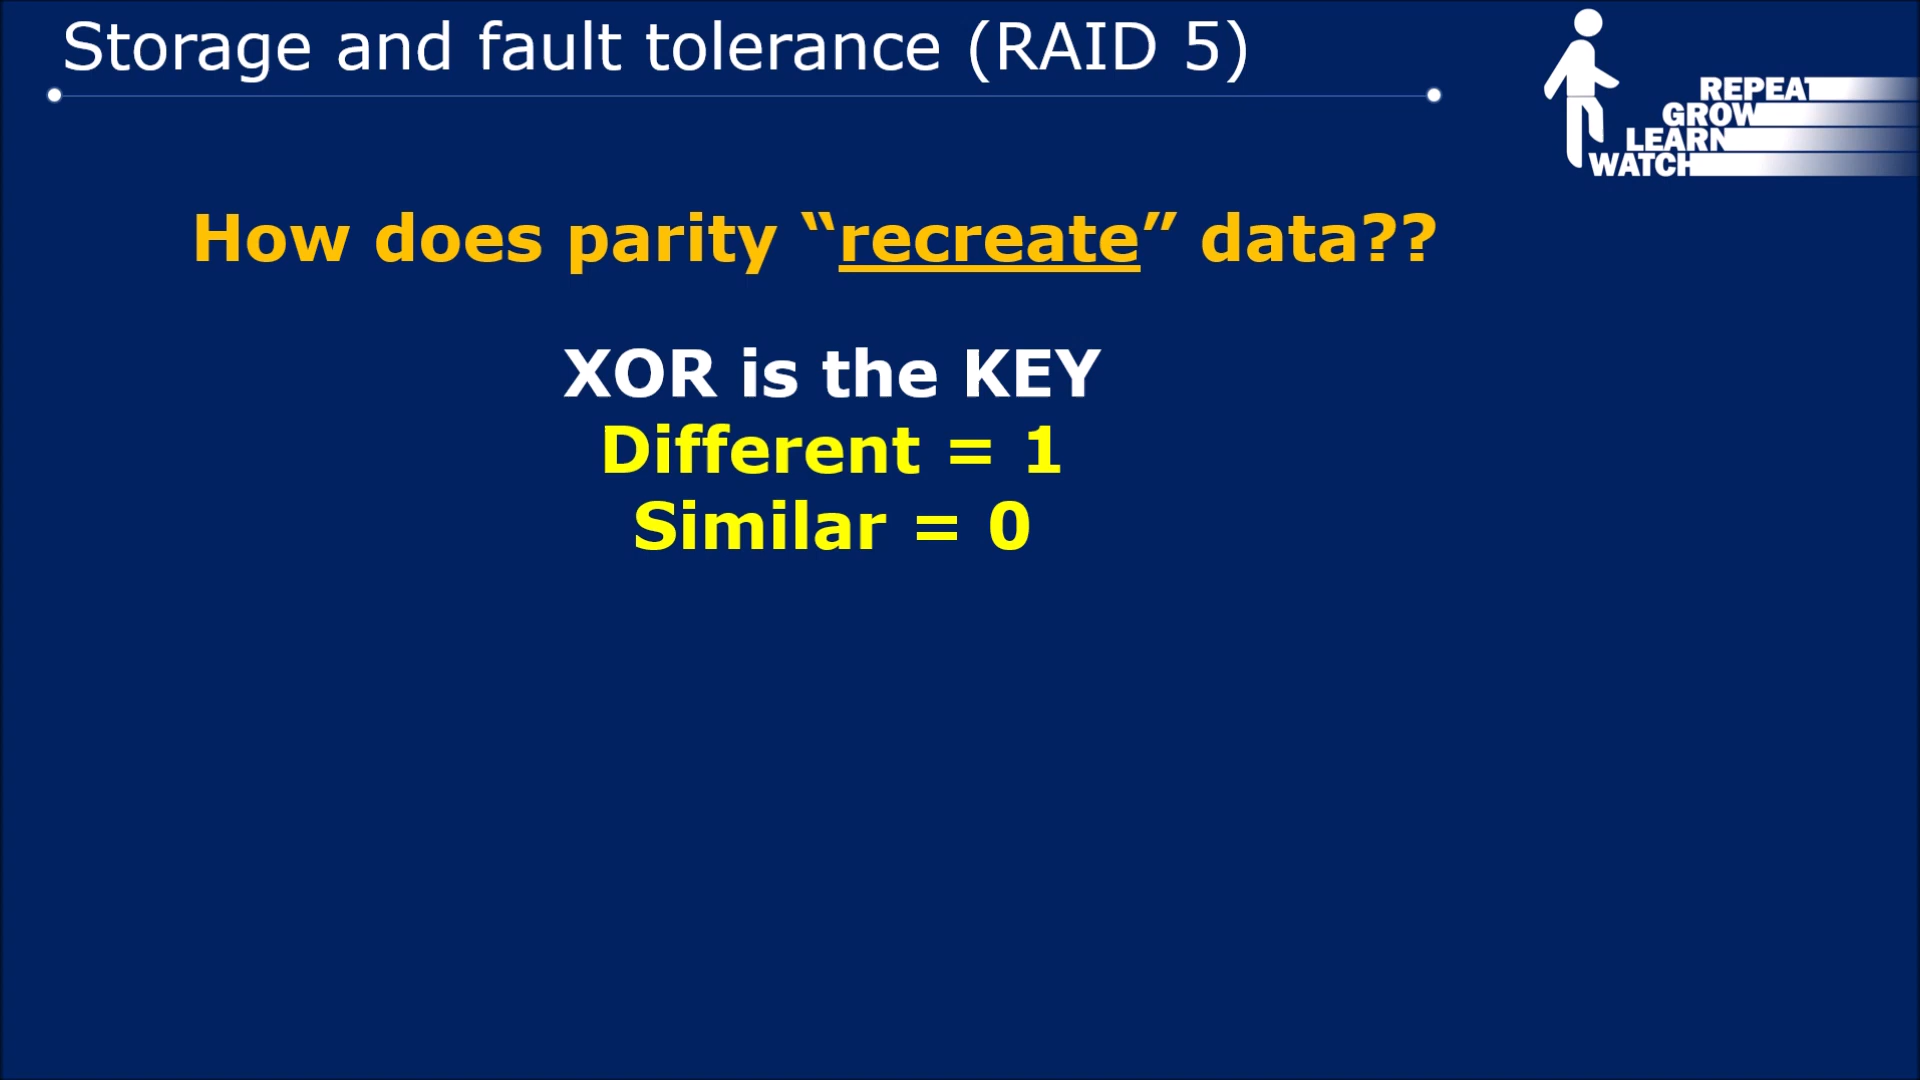 Storage and fault tolerance (RAID 5)
REPEAT
GROW
LEARN
WATCH
How does parity “recreate” data??
XOR is the KEY
Different = 1
Similar = 0